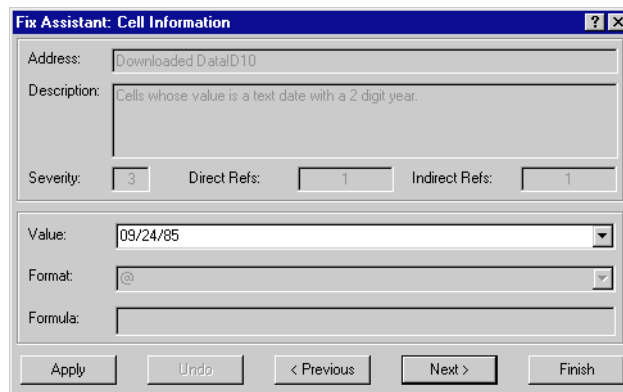 Fix Assistant: Cell Information
Address: Downloaded Data!D10
Description: Cells whose value is a text date with a 2 digit year.
Severity: 3 Direct Refs: 1 Indirect Refs: 1
Value: 09/24/85
Format: @
Formula:
Apply Undo < Previous Next > Finish